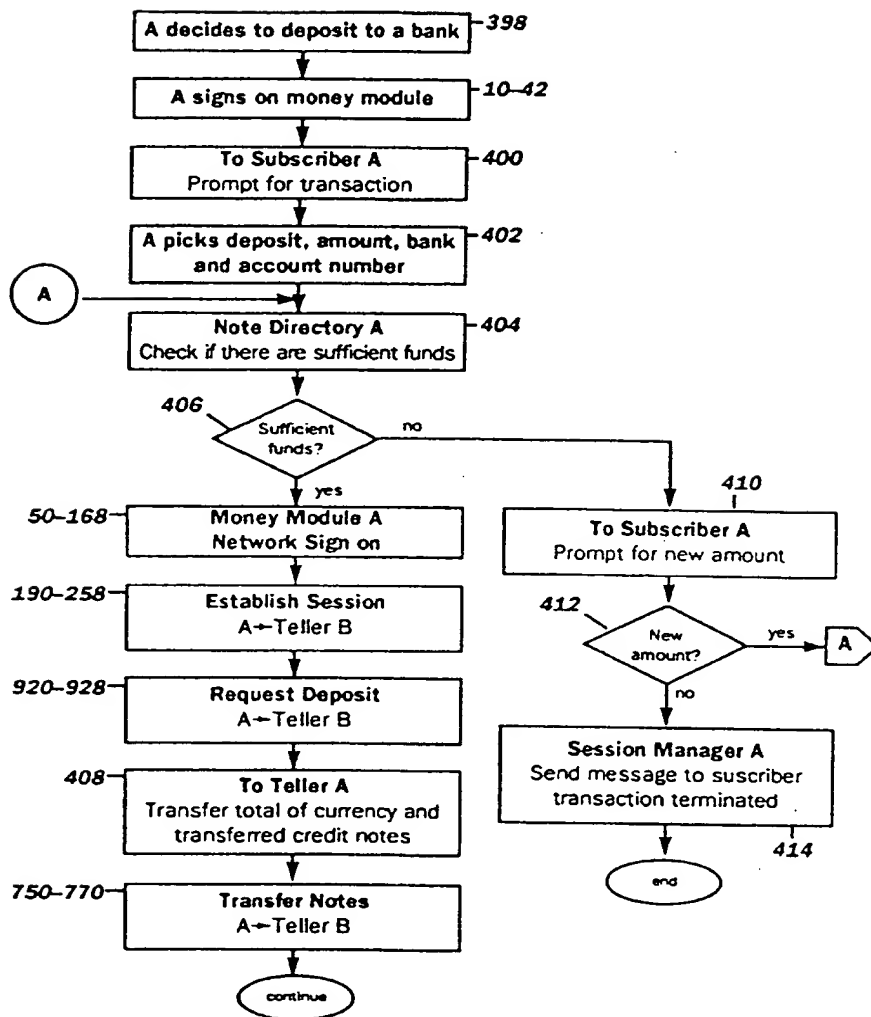 A decides to deposit to a bank
398
A signs on money module
10–42
To Subscriber A
Prompt for transaction
400
A picks deposit, amount, bank
and account number
402
A
Note Directory A
Check if there are sufficient funds
404
406
Sufficient
funds?
no
yes
50–168
Money Module A
Network Sign on
190–258
Establish Session
A↔Teller B
920–928
Request Deposit
A↔Teller B
408
To Teller A
Transfer total of currency and
transferred credit notes
750–770
Transfer Notes
A↔Teller B
continue
410
To Subscriber A
Prompt for new amount
412
New
amount?
yes
A
no
Session Manager A
Send message to suscriber
transaction terminated
414
end